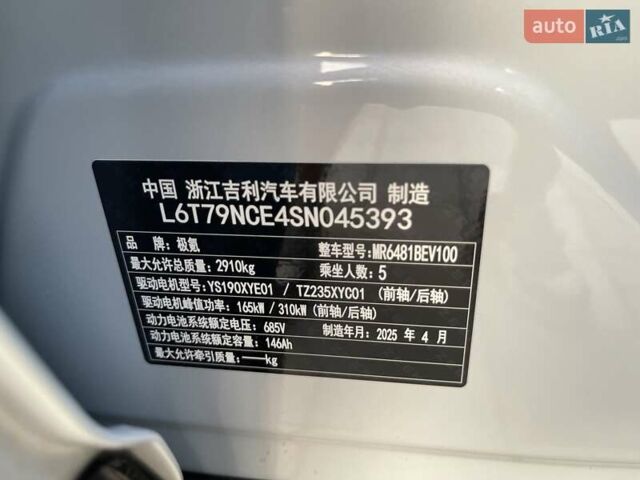 auto RIA .com
中国 浙江吉利汽车有限公司 制造
L6T79NCE4SN045393
品 牌: 极氪 整车型号: MR6481BEV100
最大允许总质量: 2910kg 乘坐人数: 5
驱动电机型号: YS190XYE01 / TZ235XYC01 (前轴/后轴)
驱动电机峰值功率: 165kW / 310kW (前轴/后轴)
动力电池系统额定电压: 685V 制造年月: 2025 年 4 月
动力电池系统额定容量: 146Ah
最大允许牵引质量: ——kg